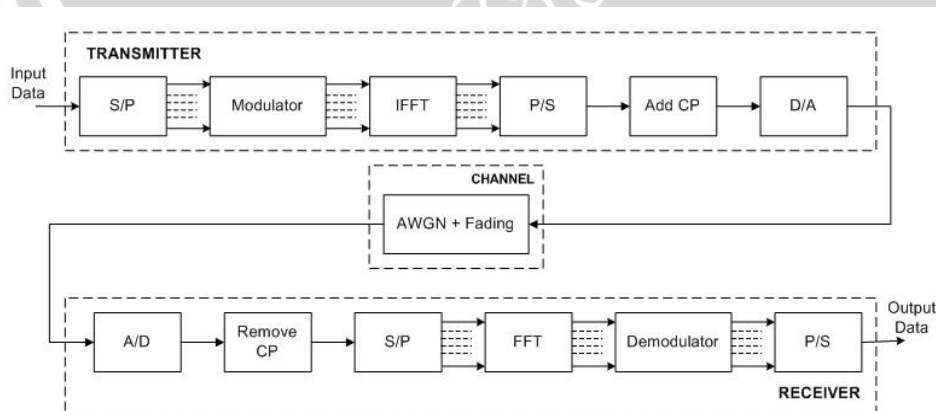 TRANSMITTER
Input
Data
S/P
Modulator
IFFT
P/S
Add CP
D/A
CHANNEL
AWGN + Fading
A/D
Remove
CP
S/P
FFT
Demodulator
P/S
Output
Data
RECEIVER